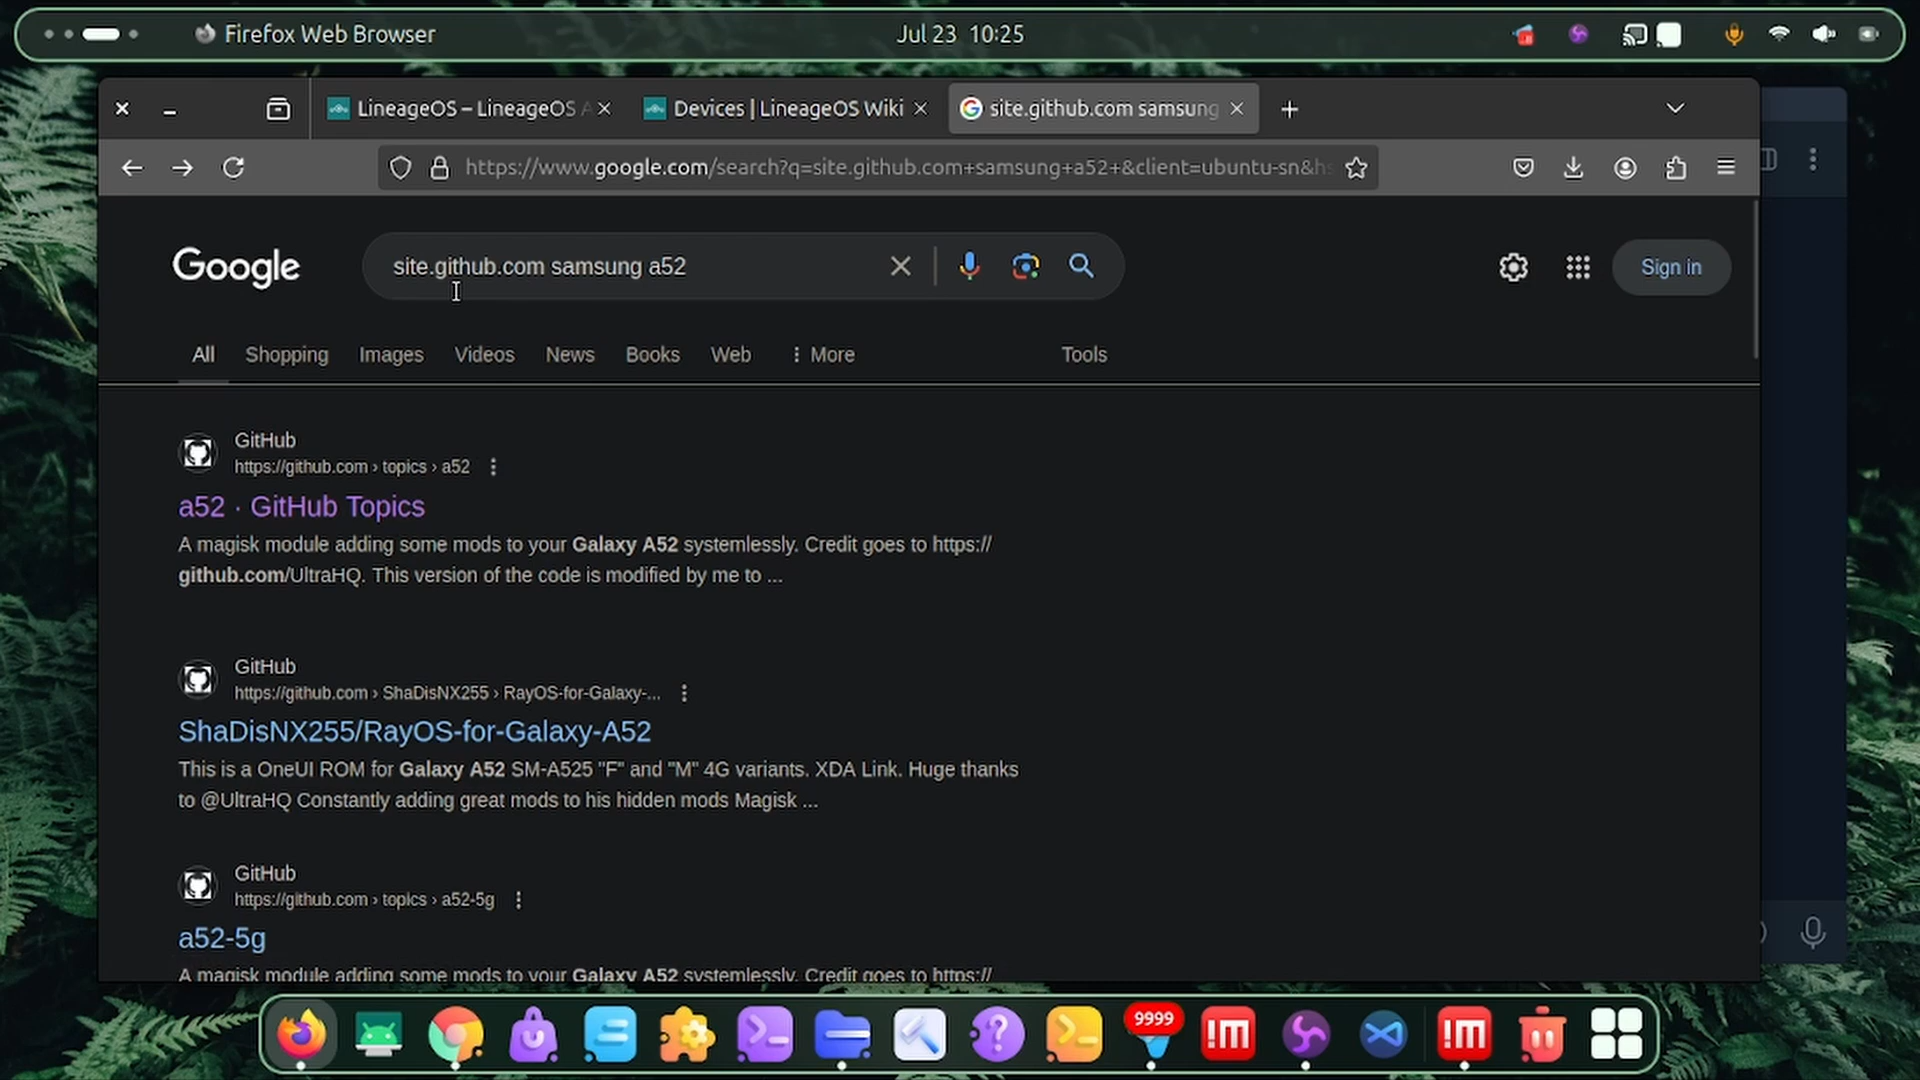 Firefox Web Browser
Jul 23 10:25
LineageOS – LineageOS A
Devices | LineageOS Wiki
site.github.com samsung
https://www.google.com/search?q=site.github.com+samsung+a52+&client=ubuntu-sn&hs
Google
site.github.com samsung a52
Sign in
All
Shopping
Images
Videos
News
Books
Web
More
Tools
GitHub
https://github.com › topics › a52
a52 · GitHub Topics
A magisk module adding some mods to your Galaxy A52 systemlessly. Credit goes to https://
github.com/UltraHQ. This version of the code is modified by me to ...
GitHub
https://github.com › ShaDisNX255 › RayOS-for-Galaxy-...
ShaDisNX255/RayOS-for-Galaxy-A52
This is a OneUI ROM for Galaxy A52 SM-A525 "F" and "M" 4G variants. XDA Link. Huge thanks
to @UltraHQ Constantly adding great mods to his hidden mods Magisk ...
GitHub
https://github.com › topics › a52-5g
a52-5g
A magisk module adding some mods to your Galaxy A52 systemlessly. Credit goes to https://
9999
!M
!M